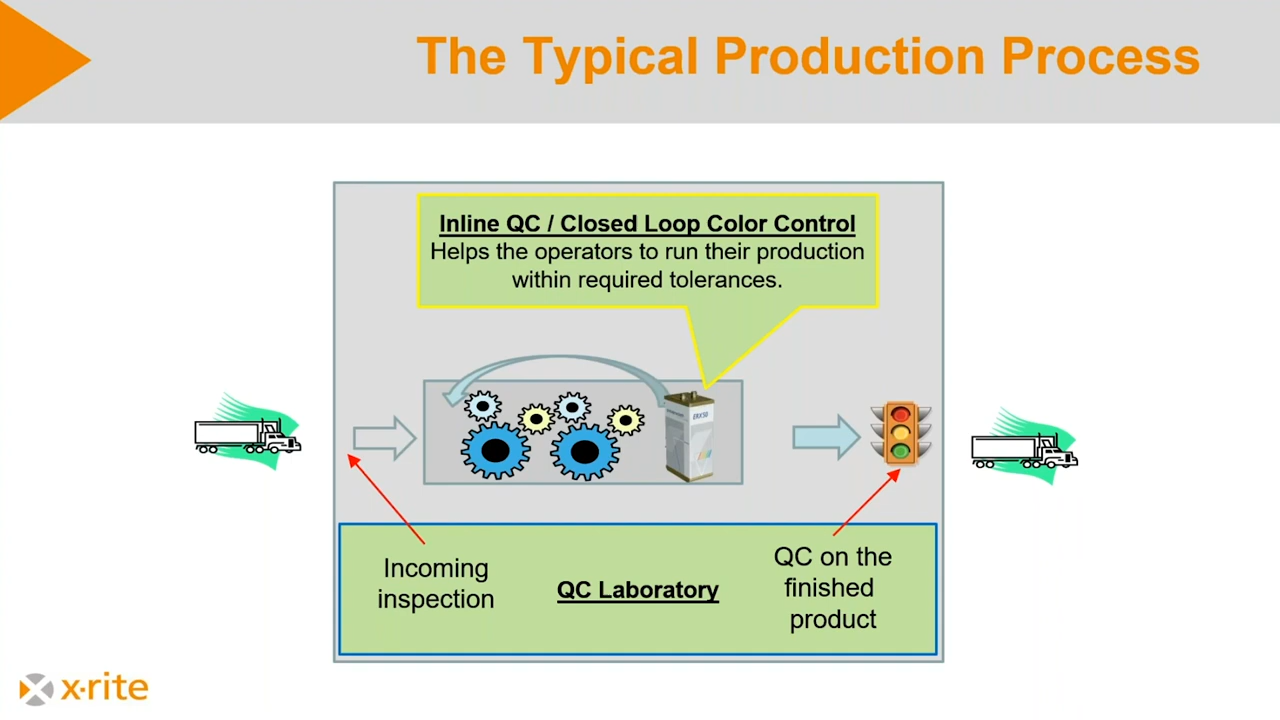 The Typical Production Process
Inline QC / Closed Loop Color Control
Helps the operators to run their production
within required tolerances.
ERX50
Incoming
inspection
QC Laboratory
QC on the
finished
product
x·rite